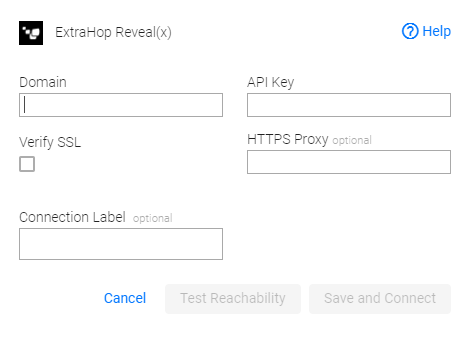 ExtraHop Reveal(x)
Help
Domain
API Key
Verify SSL
HTTPS Proxy optional
Connection Label optional
Cancel
Test Reachability
Save and Connect